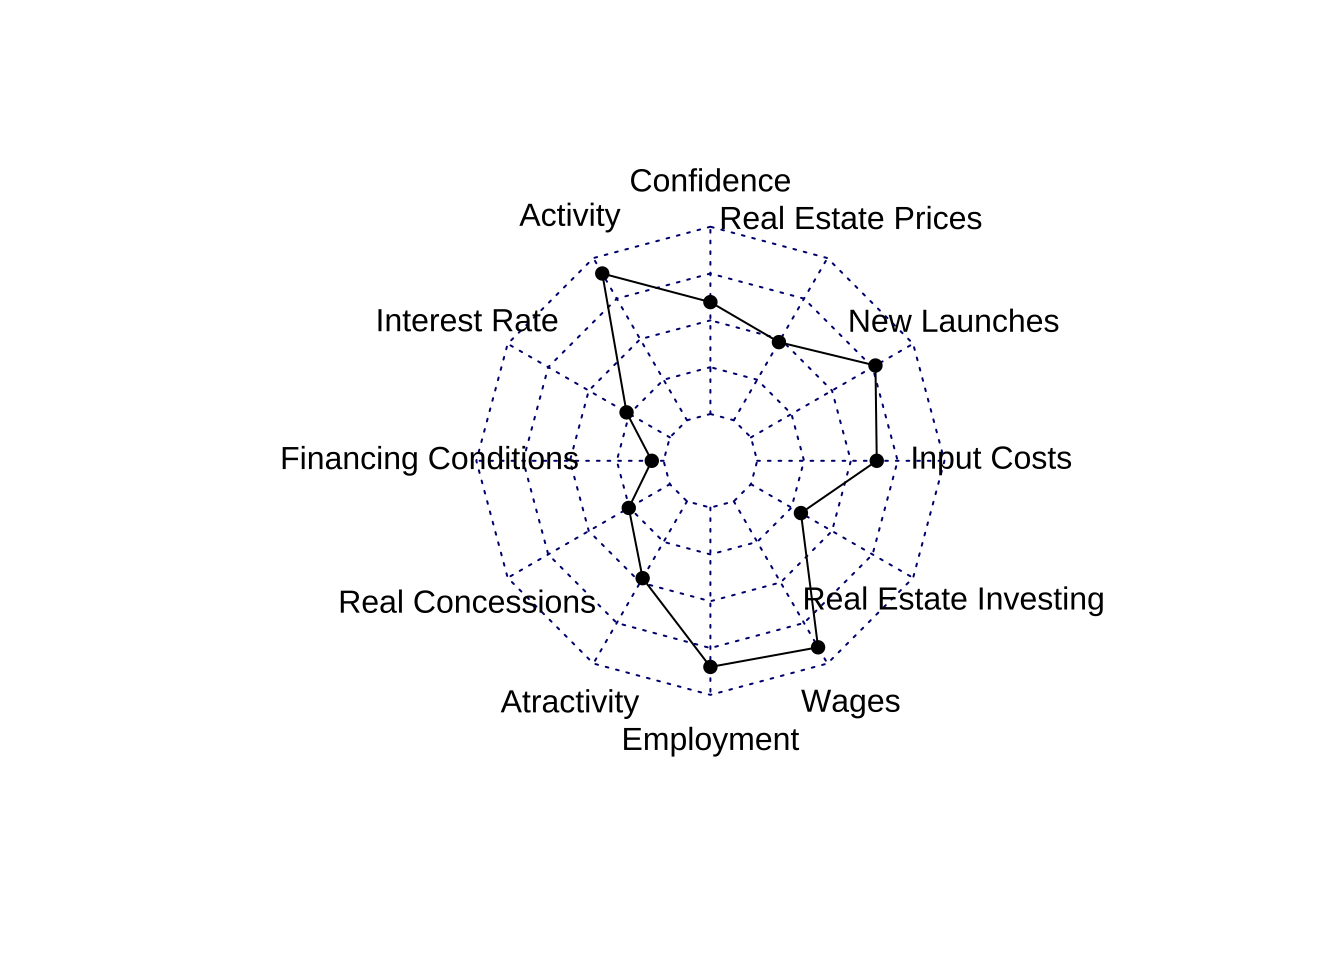 Confidence
Activity
Real Estate Prices
Interest Rate
New Launches
Financing Conditions
Input Costs
Real Concessions
Real Estate Investing
Atractivity
Wages
Employment